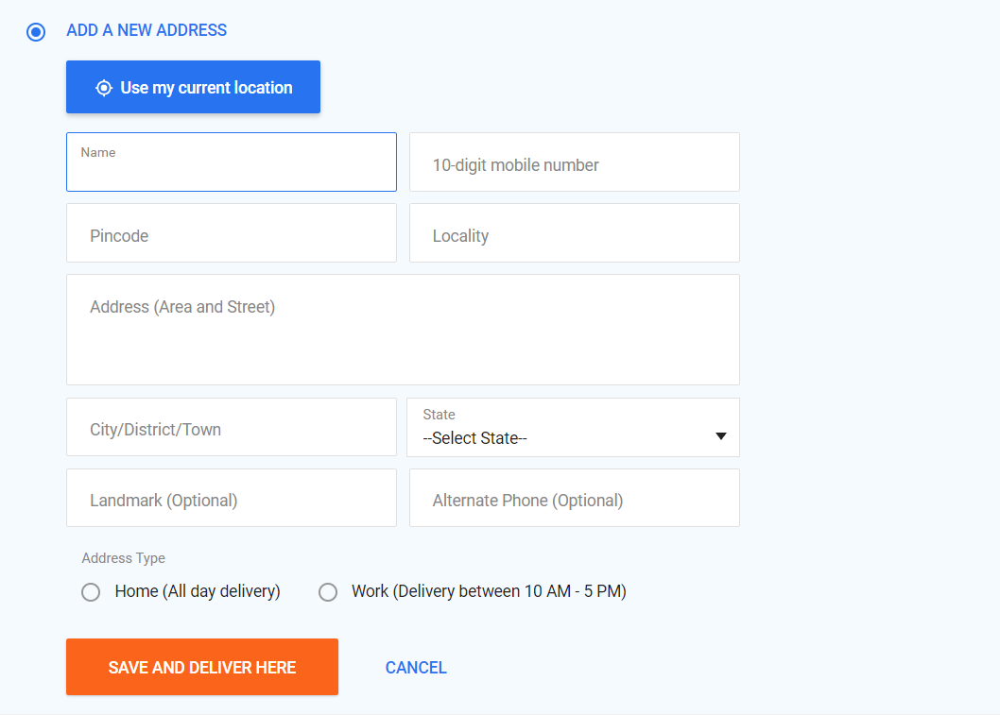 ADD A NEW ADDRESS
Use my current location
Name
10-digit mobile number
Pincode
Locality
Address (Area and Street)
City/District/Town
State
--Select State--
Landmark (Optional)
Alternate Phone (Optional)
Address Type
Home (All day delivery)
Work (Delivery between 10 AM - 5 PM)
SAVE AND DELIVER HERE
CANCEL